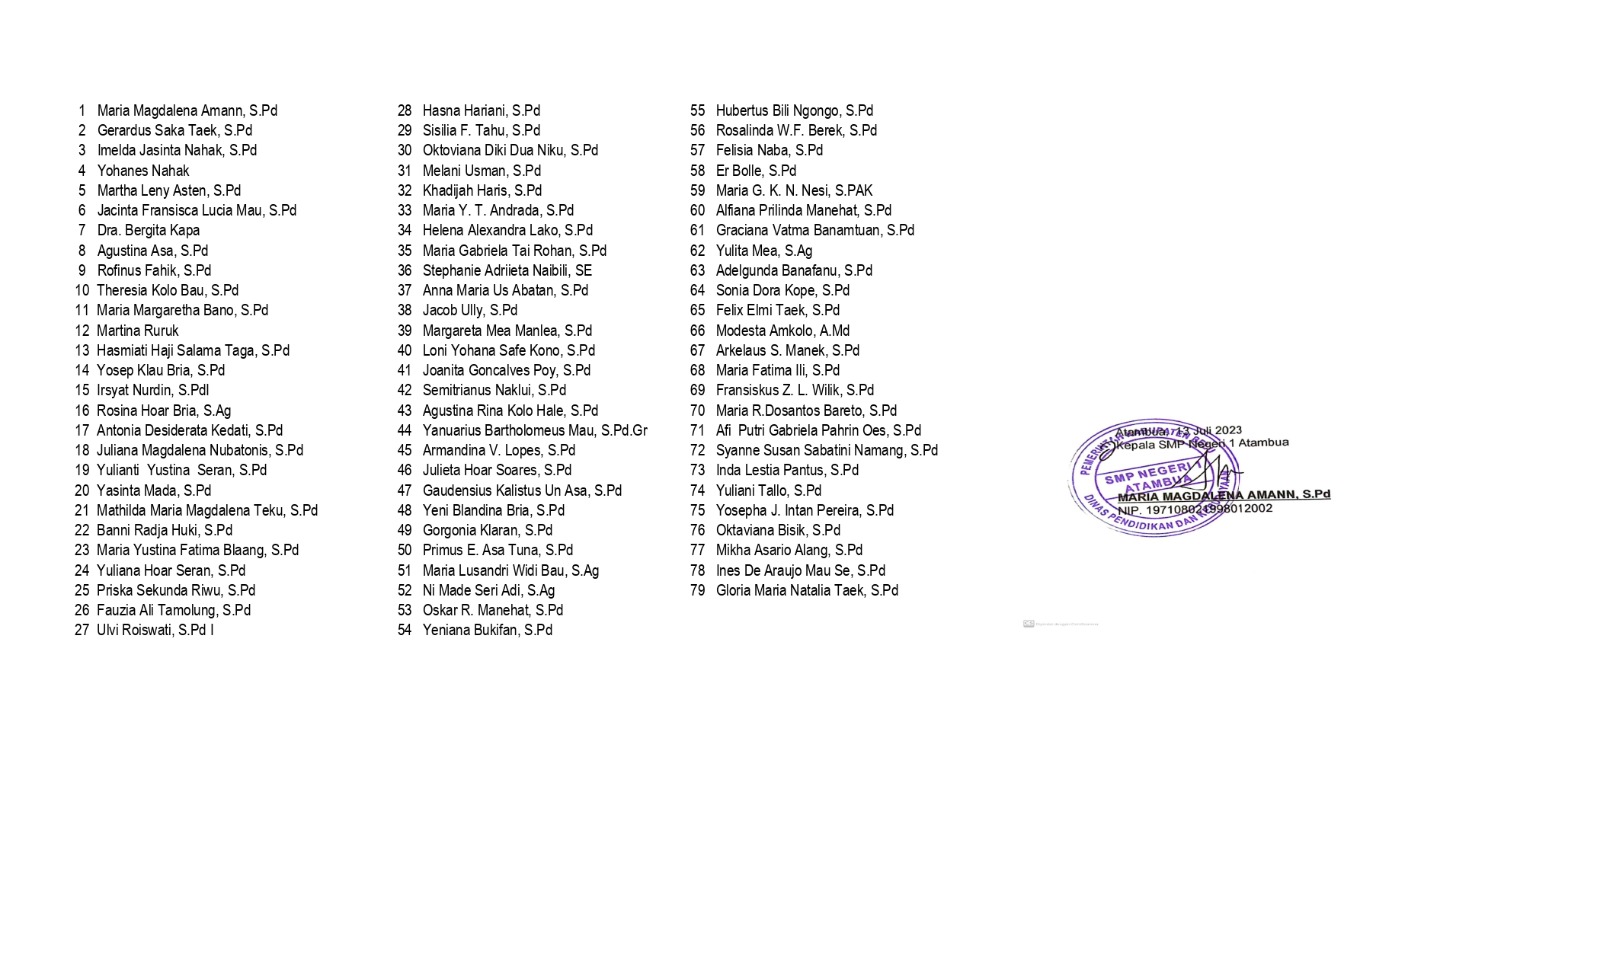 1 Maria Magdalena Amann, S.Pd
2 Gerardus Saka Taek, S.Pd
3 Imelda Jasinta Nahak, S.Pd
4 Yohanes Nahak
5 Martha Leny Asten, S.Pd
6 Jacinta Fransisca Lucia Mau, S.Pd
7 Dra. Bergita Kapa
8 Agustina Asa, S.Pd
9 Rofinus Fahik, S.Pd
10 Theresia Kolo Bau, S.Pd
11 Maria Margaretha Bano, S.Pd
12 Martina Ruruk
13 Hasmiati Haji Salama Taga, S.Pd
14 Yosep Klau Bria, S.Pd
15 Irsyat Nurdin, S.PdI
16 Rosina Hoar Bria, S.Ag
17 Antonia Desiderata Kedati, S.Pd
18 Juliana Magdalena Nubatonis, S.Pd
19 Yulianti Yustina Seran, S.Pd
20 Yasinta Mada, S.Pd
21 Mathilda Maria Magdalena Teku, S.Pd
22 Banni Radja Huki, S.Pd
23 Maria Yustina Fatima Blaang, S.Pd
24 Yuliana Hoar Seran, S.Pd
25 Priska Sekunda Riwu, S.Pd
26 Fauzia Ali Tamolung, S.Pd
27 Ulvi Roiswati, S.Pd I
28 Hasna Hariani, S.Pd
29 Sisilia F. Tahu, S.Pd
30 Oktoviana Diki Dua Niku, S.Pd
31 Melani Usman, S.Pd
32 Khadijah Haris, S.Pd
33 Maria Y. T. Andrada, S.Pd
34 Helena Alexandra Lako, S.Pd
35 Maria Gabriela Tai Rohan, S.Pd
36 Stephanie Adriieta Naibili, SE
37 Anna Maria Us Abatan, S.Pd
38 Jacob Ully, S.Pd
39 Margareta Mea Manlea, S.Pd
40 Loni Yohana Safe Kono, S.Pd
41 Joanita Goncalves Poy, S.Pd
42 Semitrianus Naklui, S.Pd
43 Agustina Rina Kolo Hale, S.Pd
44 Yanuarius Bartholomeus Mau, S.Pd.Gr
45 Armandina V. Lopes, S.Pd
46 Julieta Hoar Soares, S.Pd
47 Gaudensius Kalistus Un Asa, S.Pd
48 Yeni Blandina Bria, S.Pd
49 Gorgonia Klaran, S.Pd
50 Primus E. Asa Tuna, S.Pd
51 Maria Lusandri Widi Bau, S.Ag
52 Ni Made Seri Adi, S.Ag
53 Oskar R. Manehat, S.Pd
54 Yeniana Bukifan, S.Pd
55 Hubertus Bili Ngongo, S.Pd
56 Rosalinda W.F. Berek, S.Pd
57 Felisia Naba, S.Pd
58 Er Bolle, S.Pd
59 Maria G. K. N. Nesi, S.PAK
60 Alfiana Prilinda Manehat, S.Pd
61 Graciana Vatma Banamtuan, S.Pd
62 Yulita Mea, S.Ag
63 Adelgunda Banafanu, S.Pd
64 Sonia Dora Kope, S.Pd
65 Felix Elmi Taek, S.Pd
66 Modesta Amkolo, A.Md
67 Arkelaus S. Manek, S.Pd
68 Maria Fatima Ili, S.Pd
69 Fransiskus Z. L. Wilik, S.Pd
70 Maria R.Dosantos Bareto, S.Pd
71 Afi Putri Gabriela Pahrin Oes, S.Pd
72 Syanne Susan Sabatini Namang, S.Pd
73 Inda Lestia Pantus, S.Pd
74 Yuliani Tallo, S.Pd
75 Yosepha J. Intan Pereira, S.Pd
76 Oktaviana Bisik, S.Pd
77 Mikha Asario Alang, S.Pd
78 Ines De Araujo Mau Se, S.Pd
79 Gloria Maria Natalia Taek, S.Pd
Atambua, 13 Juli 2023
Kepala SMP Negeri 1 Atambua
PEMERINTAH KABUPATEN BELU
SMP NEGERI 1
ATAMBUA
DINAS PENDIDIKAN DAN KEBUDAYAAN
MARIA MAGDALENA AMANN, S.Pd
NIP. 197108021998012002